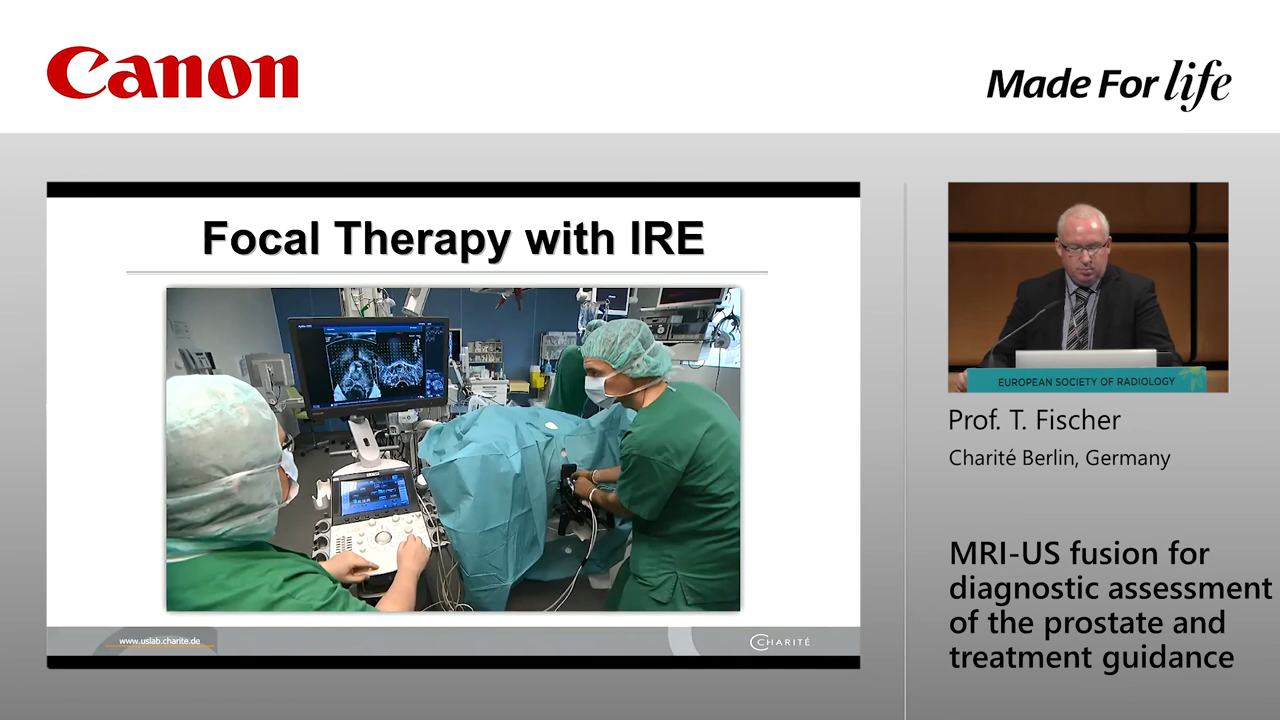 Canon
Made For life
Focal Therapy with IRE
www.uslab.charite.de
CHARITÉ
EUROPEAN SOCIETY OF RADIOLOGY
Prof. T. Fischer
Charité Berlin, Germany
MRI-US fusion for
diagnostic assessment
of the prostate and
treatment guidance